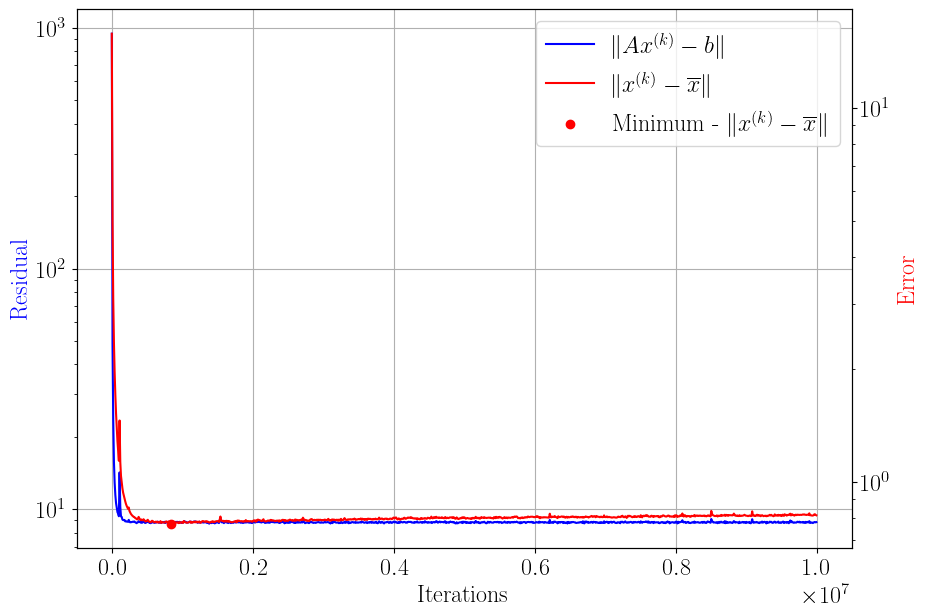 10³
10²
10¹
Residual
10¹
10⁰
Error
‖Ax⁽ᵏ⁾ − b‖
‖x⁽ᵏ⁾ − x̅‖
Minimum - ‖x⁽ᵏ⁾ − x̅‖
0.0 0.2 0.4 0.6 0.8 1.0
×10⁷
Iterations